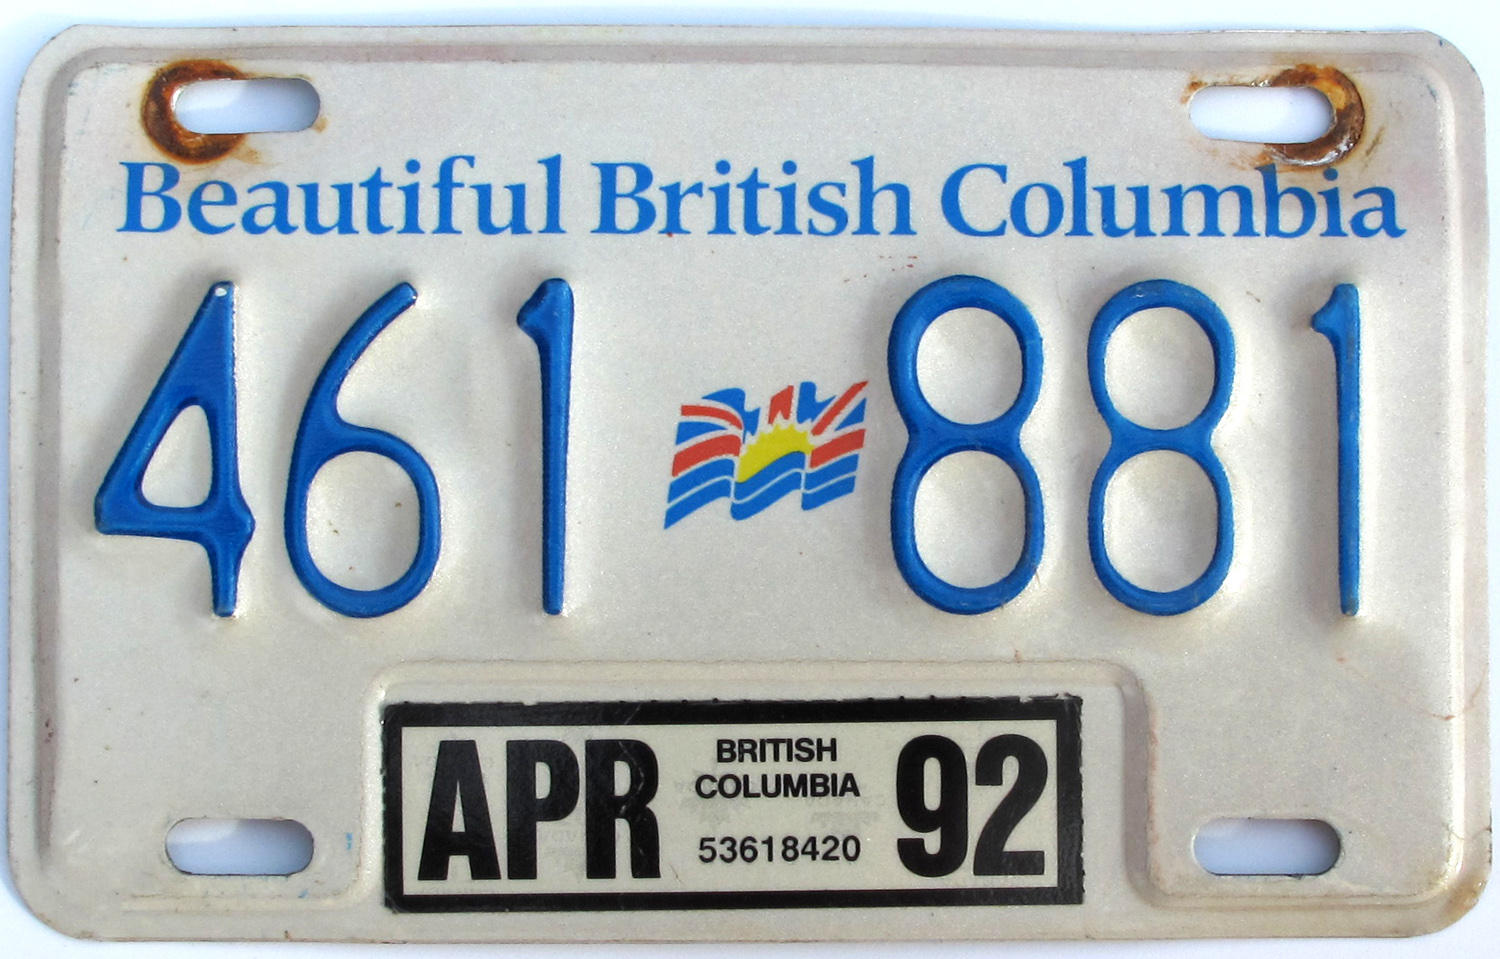 Beautiful British Columbia
461 881
APR BRITISH COLUMBIA 53618420 92